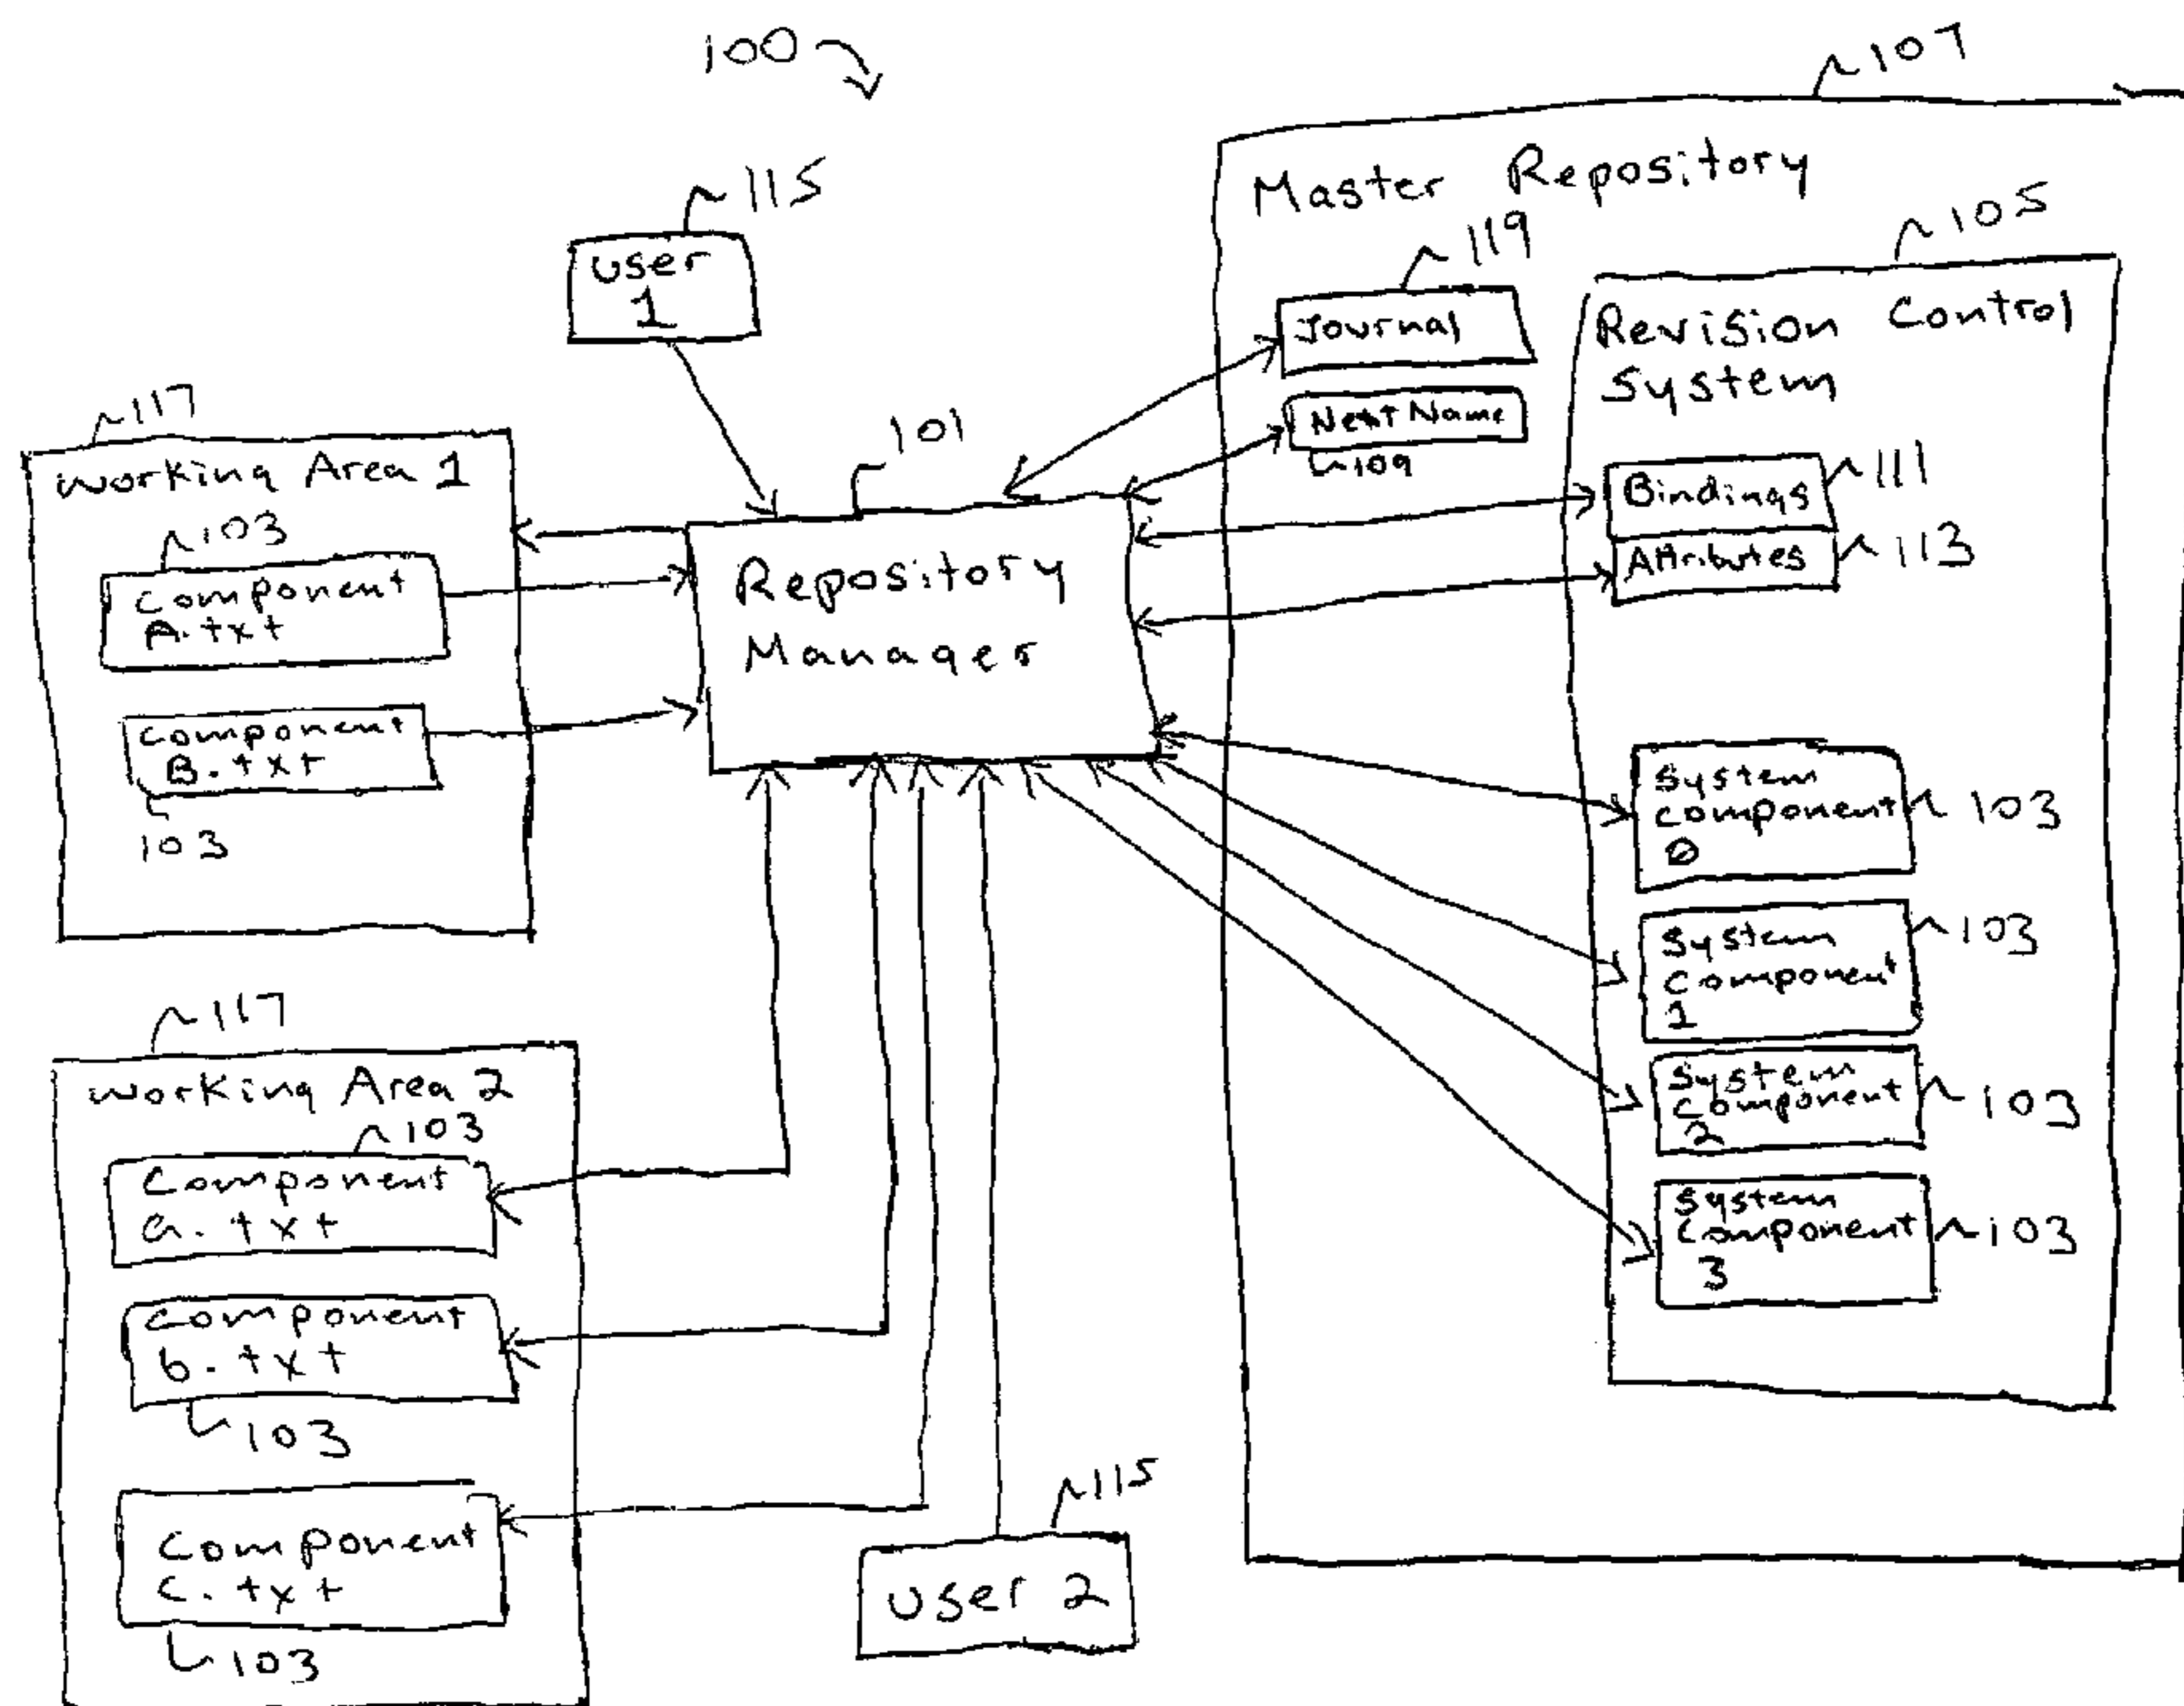 100
107
Master Repository
115
User
1
119
Journal
Next Name
109
105
Revision Control
System
Bindings
111
Attributes
113
117
Working Area 1
103
Component
A.txt
Component
B.txt
103
101
Repository
Manager
System
Component
0
103
System
Component
1
103
System
Component
2
103
System
Component
3
103
117
Working Area 2
103
Component
a.txt
Component
b.txt
103
Component
c.txt
103
115
User 2